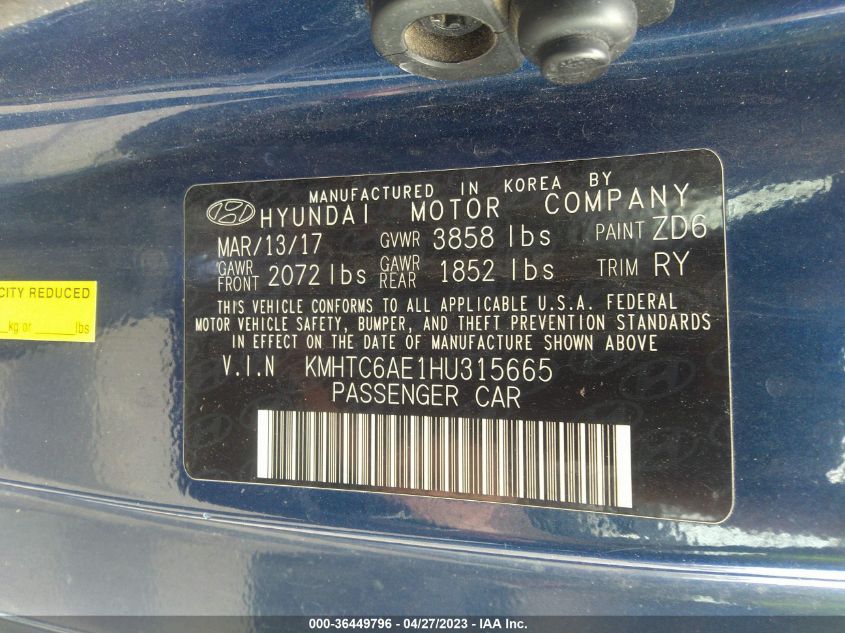 MANUFACTURED IN KOREA BY
HYUNDAI MOTOR COMPANY
MAR/13/17 GVWR 3858 lbs PAINT ZD6
GAWR FRONT 2072 lbs GAWR REAR 1852 lbs TRIM RY
THIS VEHICLE CONFORMS TO ALL APPLICABLE U.S.A. FEDERAL
MOTOR VEHICLE SAFETY, BUMPER, AND THEFT PREVENTION STANDARDS
IN EFFECT ON THE DATE OF MANUFACTURE SHOWN ABOVE
V.I.N KMHTC6AE1HU315665
PASSENGER CAR
CITY REDUCED
kg or lbs
000-36449796 - 04/27/2023 - IAA Inc.